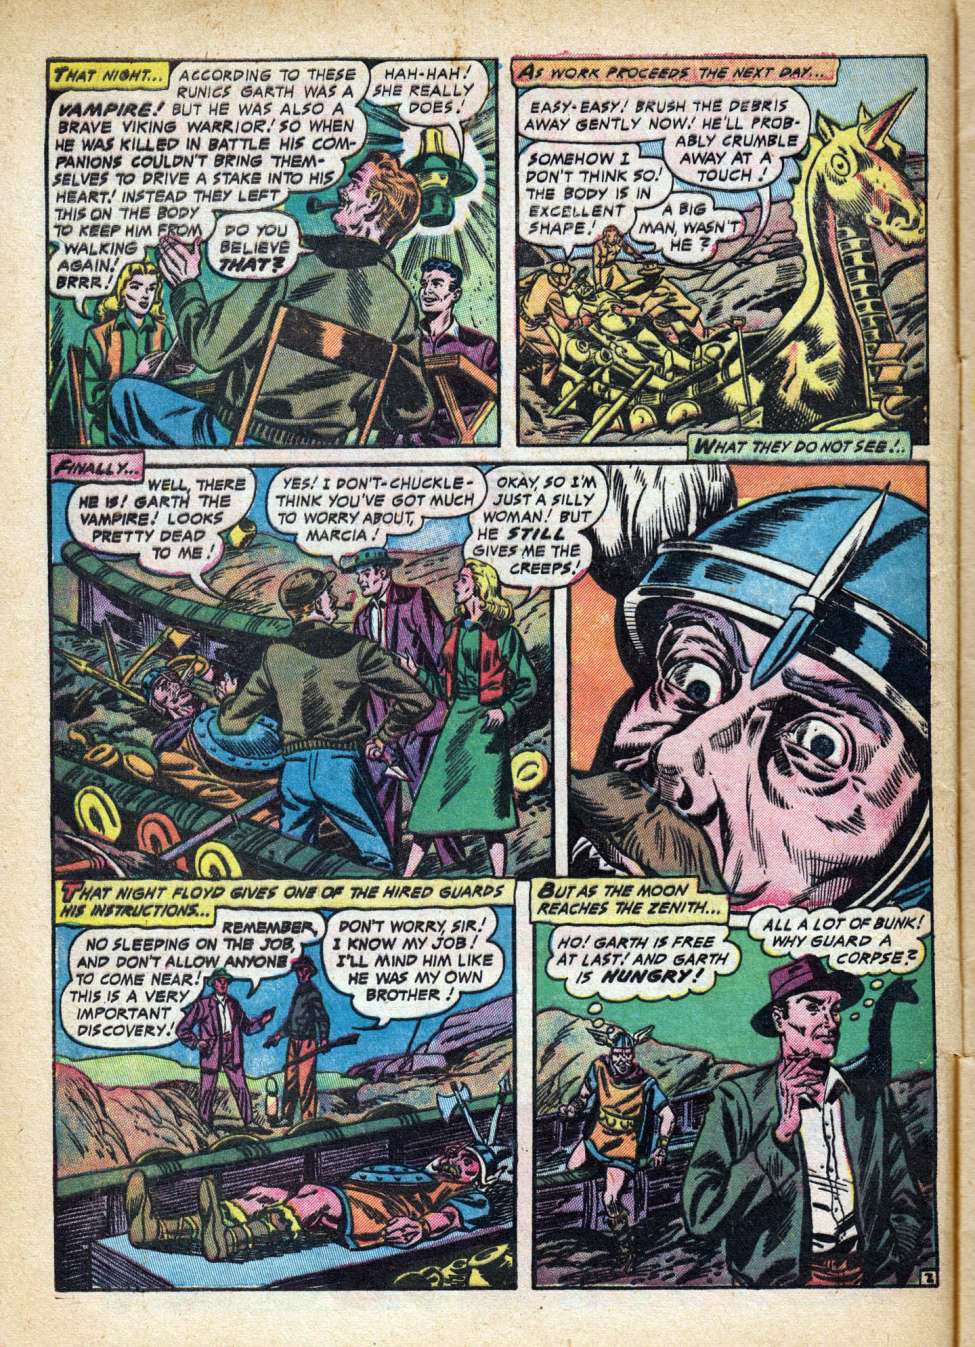 THAT NIGHT...
ACCORDING TO THESE
RUNICS GARTH WAS A
VAMPIRE! BUT HE WAS ALSO A
BRAVE VIKING WARRIOR! SO WHEN
HE WAS KILLED IN BATTLE HIS COM-
PANIONS COULDN'T BRING THEM-
SELVES TO DRIVE A STAKE INTO HIS
HEART! INSTEAD THEY LEFT
THIS ON THE BODY
TO KEEP HIM FROM
WALKING
AGAIN!
BRRR!
DO YOU
BELIEVE
THAT?
HAH-HAH!
SHE REALLY
DOES!
AS WORK PROCEEDS THE NEXT DAY...
EASY-EASY! BRUSH THE DEBRIS
AWAY GENTLY NOW! HE'LL PROB-
ABLY CRUMBLE
AWAY AT A
TOUCH!
SOMEHOW I
DON'T THINK SO!
THE BODY IS IN
EXCELLENT
SHAPE!
A BIG
MAN, WASN'T
HE?
FINALLY...
WELL, THERE
HE IS! GARTH THE
VAMPIRE! LOOKS
PRETTY DEAD
TO ME!
YES! I DON'T-CHUCKLE-
THINK YOU'VE GOT MUCH
TO WORRY ABOUT,
MARCIA!
OKAY, SO I'M
JUST A SILLY
WOMAN! BUT
HE STILL
GIVES ME THE
CREEPS!
WHAT THEY DO NOT SEE!..
THAT NIGHT FLOYD GIVES ONE OF THE HIRED GUARDS
HIS INSTRUCTIONS...
REMEMBER,
NO SLEEPING ON THE JOB,
AND DON'T ALLOW ANYONE
TO COME NEAR!
THIS IS A VERY
IMPORTANT
DISCOVERY!
DON'T WORRY, SIR!
I KNOW MY JOB!
I'LL MIND HIM LIKE
HE WAS MY OWN
BROTHER!
BUT AS THE MOON
REACHES THE ZENITH...
HO! GARTH IS FREE
AT LAST! AND GARTH
IS HUNGRY!
ALL A LOT OF BUNK!
WHY GUARD A
CORPSE?
2